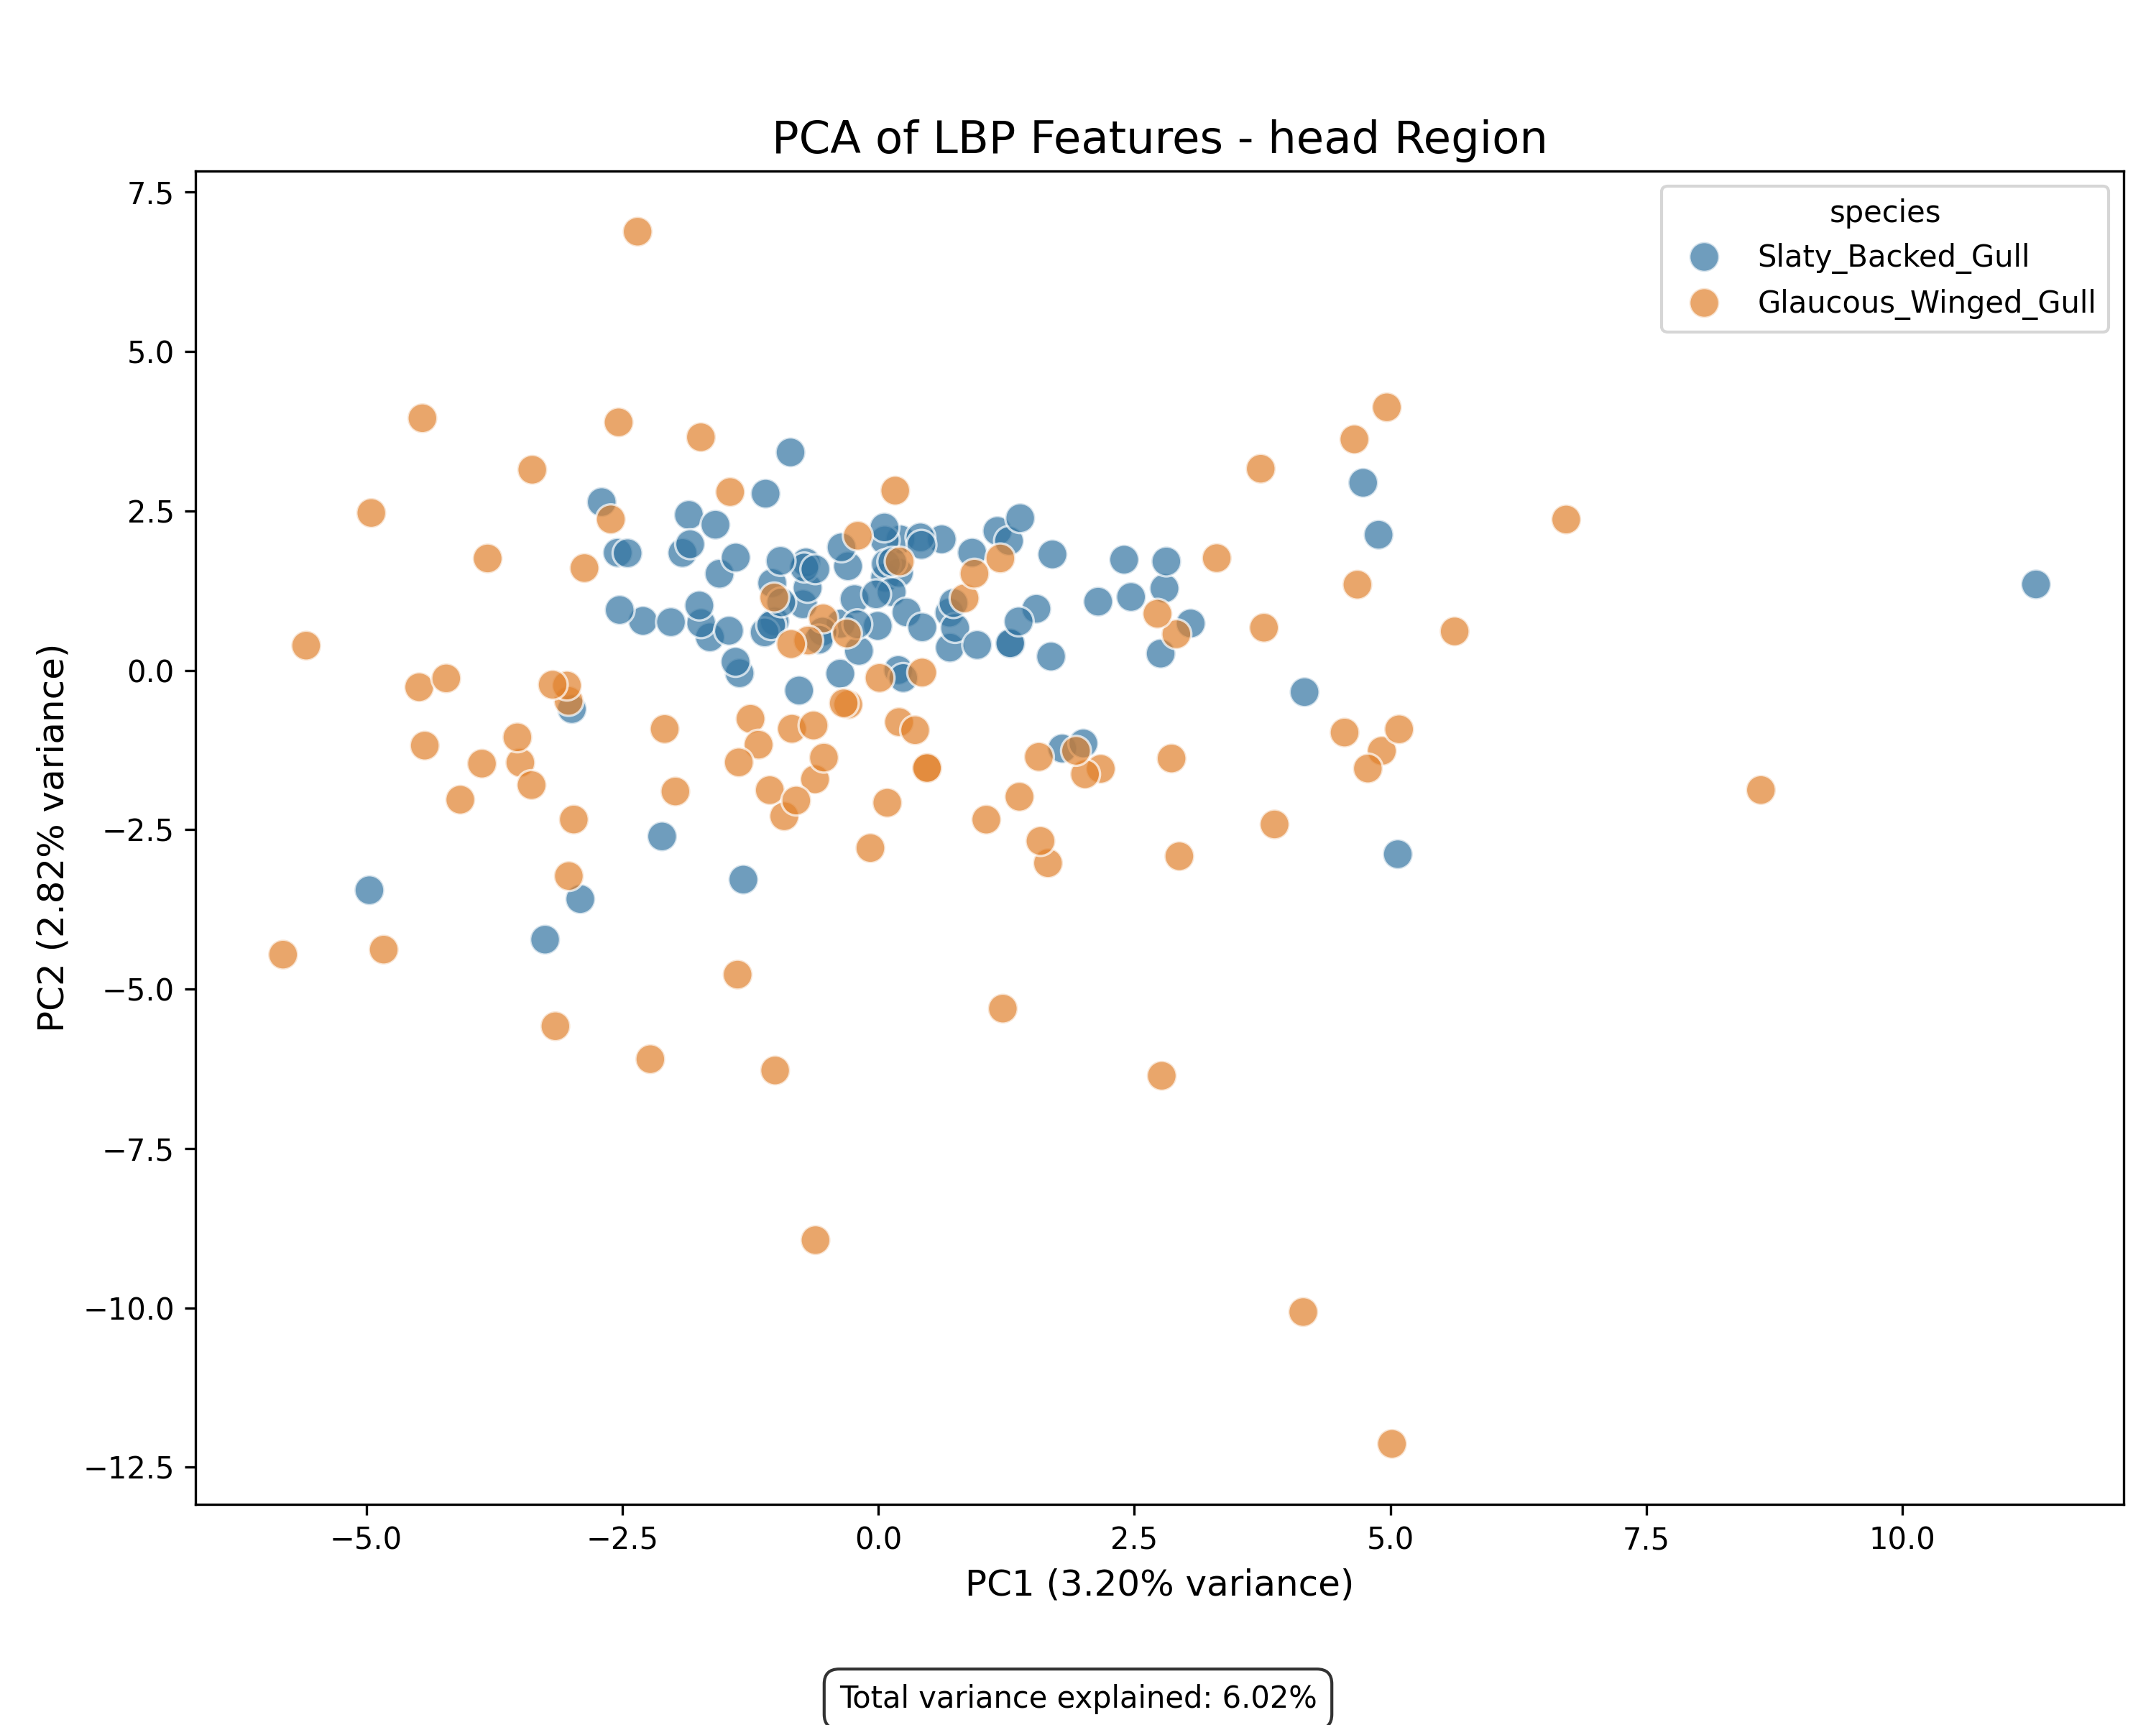 PCA of LBP Features - head Region
species
Slaty_Backed_Gull
Glaucous_Winged_Gull
PC2 (2.82% variance)
7.5
5.0
2.5
0.0
−2.5
−5.0
−7.5
−10.0
−12.5
−5.0
−2.5
0.0
2.5
5.0
7.5
10.0
PC1 (3.20% variance)
Total variance explained: 6.02%